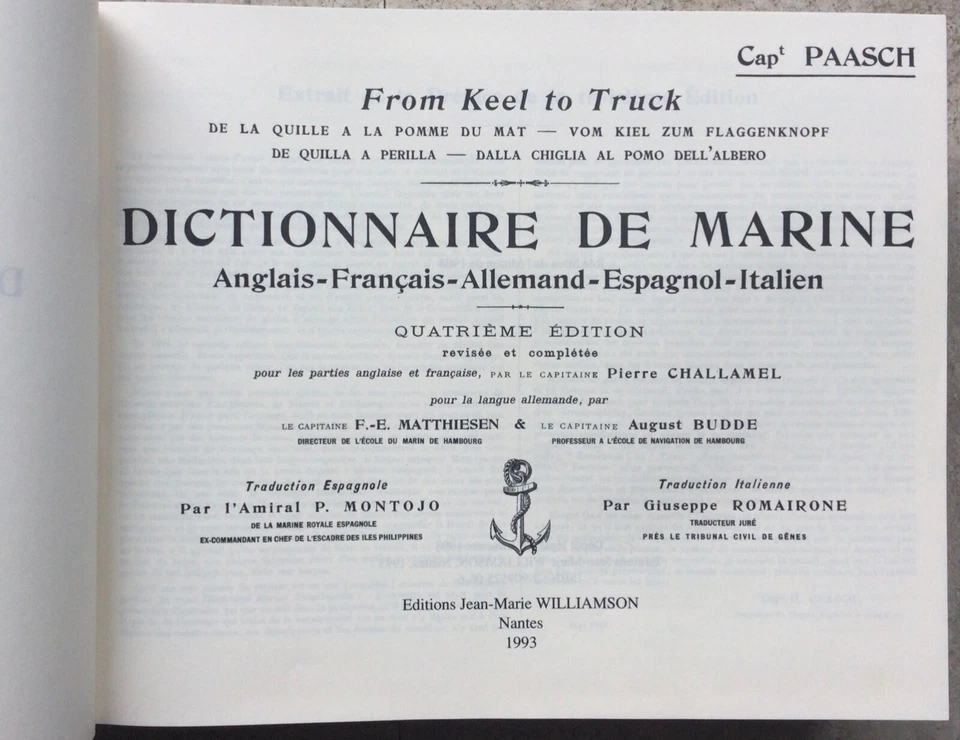 Capt PAASCH
From Keel to Truck
DE LA QUILLE A LA POMME DU MAT — VOM KIEL ZUM FLAGGENKNOPF
DE QUILLA A PERILLA — DALLA CHIGLIA AL POMO DELL'ALBERO
DICTIONNAIRE DE MARINE
Anglais-Français-Allemand-Espagnol-Italien
QUATRIÈME ÉDITION
revisée et complétée
pour les parties anglaise et française, PAR LE CAPITAINE Pierre CHALLAMEL
pour la langue allemande, par
LE CAPITAINE F.-E. MATTHIESEN & LE CAPITAINE August BUDDE
DIRECTEUR DE L'ÉCOLE DU MARIN DE HAMBOURG PROFESSEUR A L'ÉCOLE DE NAVIGATION DE HAMBOURG
Traduction Espagnole
Par l'Amiral P. MONTOJO
DE LA MARINE ROYALE ESPAGNOLE
EX-COMMANDANT EN CHEF DE L'ESCADRE DES ILES PHILIPPINES
Traduction Italienne
Par Giuseppe ROMAIRONE
TRADUCTEUR JURÉ
PRÈS LE TRIBUNAL CIVIL DE GÊNES
Editions Jean-Marie WILLIAMSON
Nantes
1993